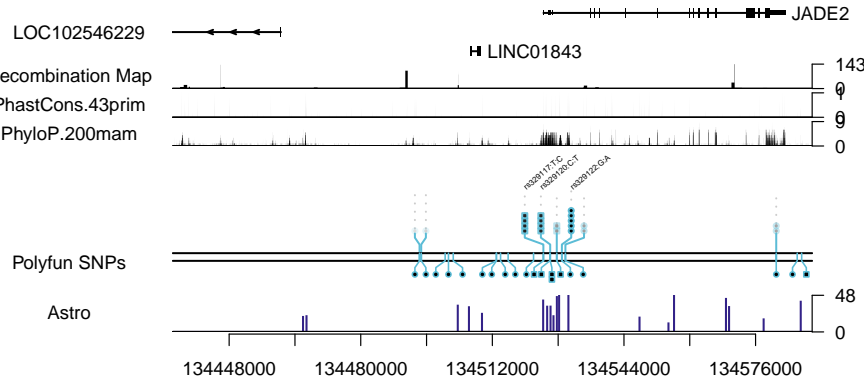 JADE2
LOC102546229
LINC01843
ecombination Map
143
0
PhastCons.43prim
1
0
PhyloP.200mam
9
0
rs329117:T:C
rs329120:C:T
rs329122:G:A
Polyfun SNPs
Astro
48
0
134448000 134480000 134512000 134544000 134576000